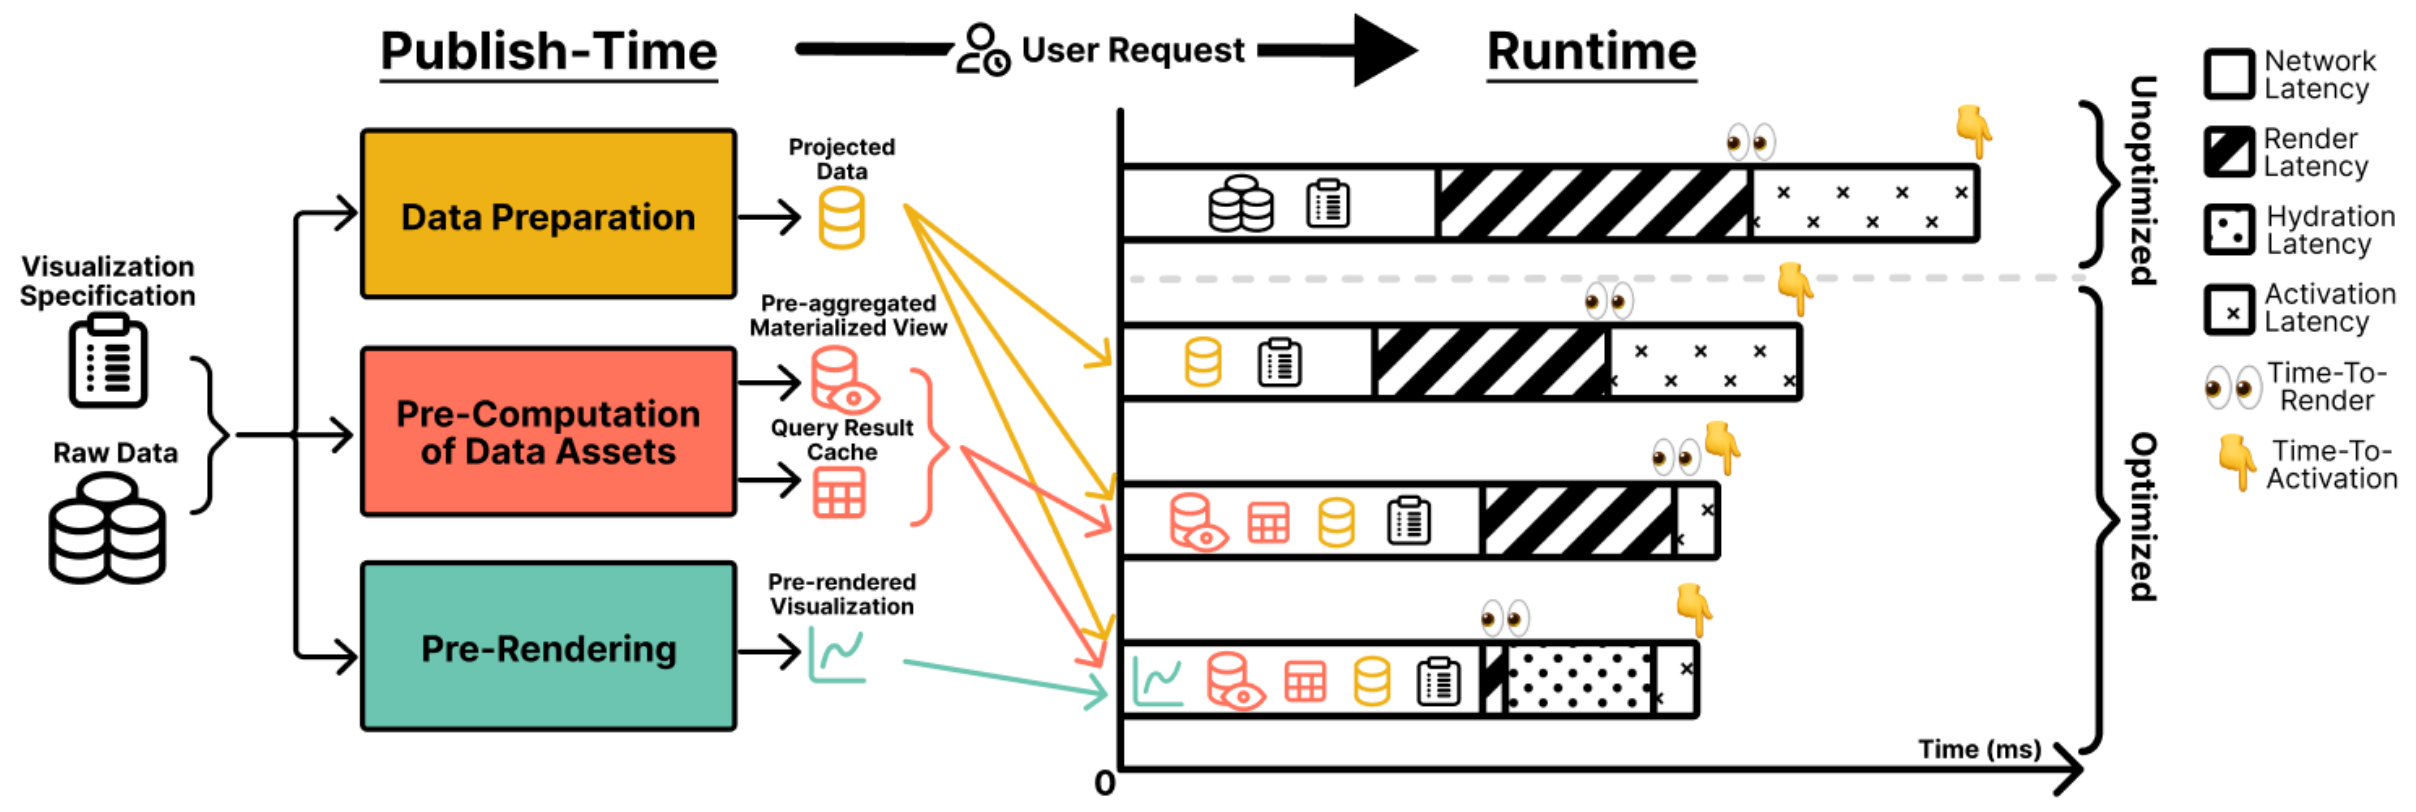 Publish-Time
User Request
Runtime
Visualization
Specification
Raw Data
Data Preparation
Pre-Computation
of Data Assets
Pre-Rendering
Projected
Data
Pre-aggregated
Materialized View
Query Result
Cache
Pre-rendered
Visualization
0
Time (ms)
Unoptimized
Optimized
Network
Latency
Render
Latency
Hydration
Latency
Activation
Latency
Time-To-
Render
Time-To-
Activation